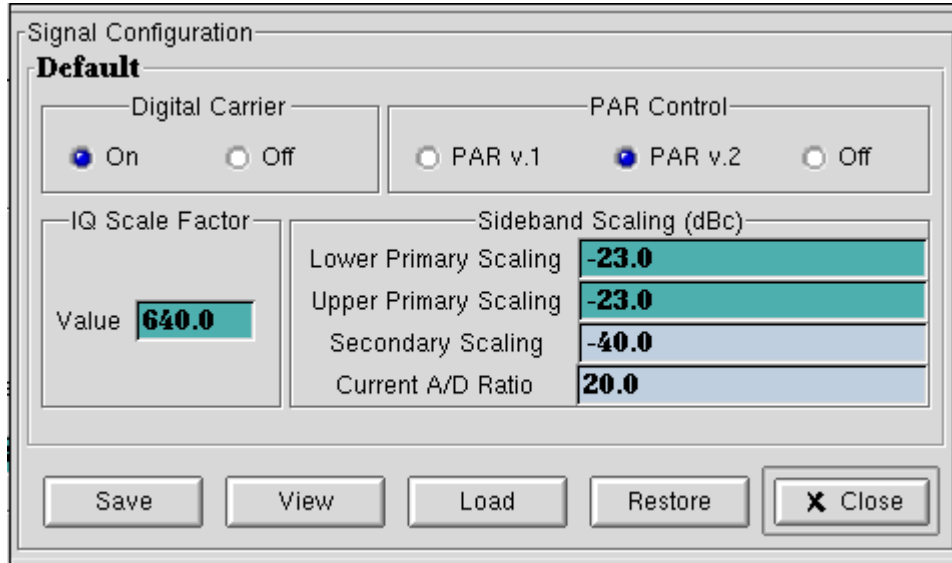 Signal Configuration
Default
Digital Carrier
On Off
PAR Control
PAR v.1 PAR v.2 Off
IQ Scale Factor
Value 640.0
Sideband Scaling (dBc)
Lower Primary Scaling -23.0
Upper Primary Scaling -23.0
Secondary Scaling -40.0
Current A/D Ratio 20.0
Save View Load Restore Close